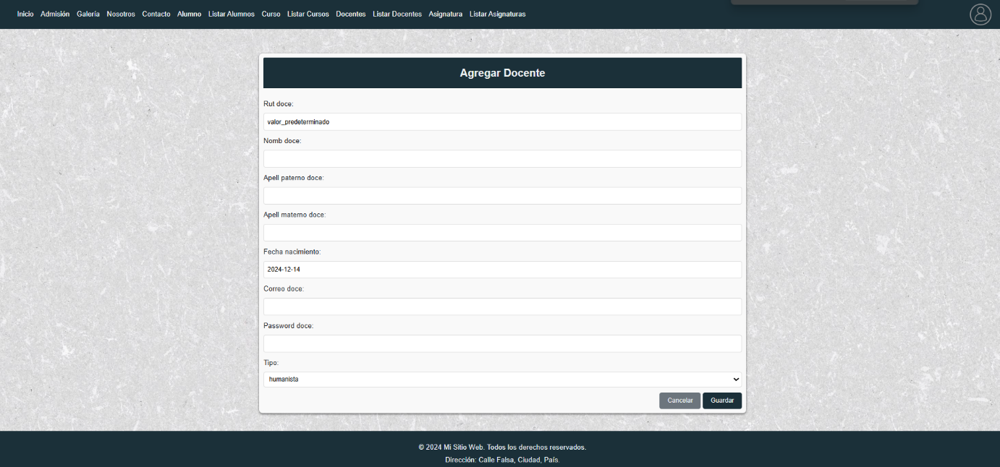 Inicio Admisión Galería Nosotros Contacto Alumno Listar Alumnos Curso Listar Cursos Docentes Listar Docentes Asignatura Listar Asignaturas
Agregar Docente
Rut doce:
valor_predeterminado
Nomb doce:
Apell paterno doce:
Apell materno doce:
Fecha nacimiento:
2024-12-14
Correo doce:
Password doce:
Tipo:
humanista
Cancelar Guardar
© 2024 Mi Sitio Web. Todos los derechos reservados.
Dirección: Calle Falsa, Ciudad, País.